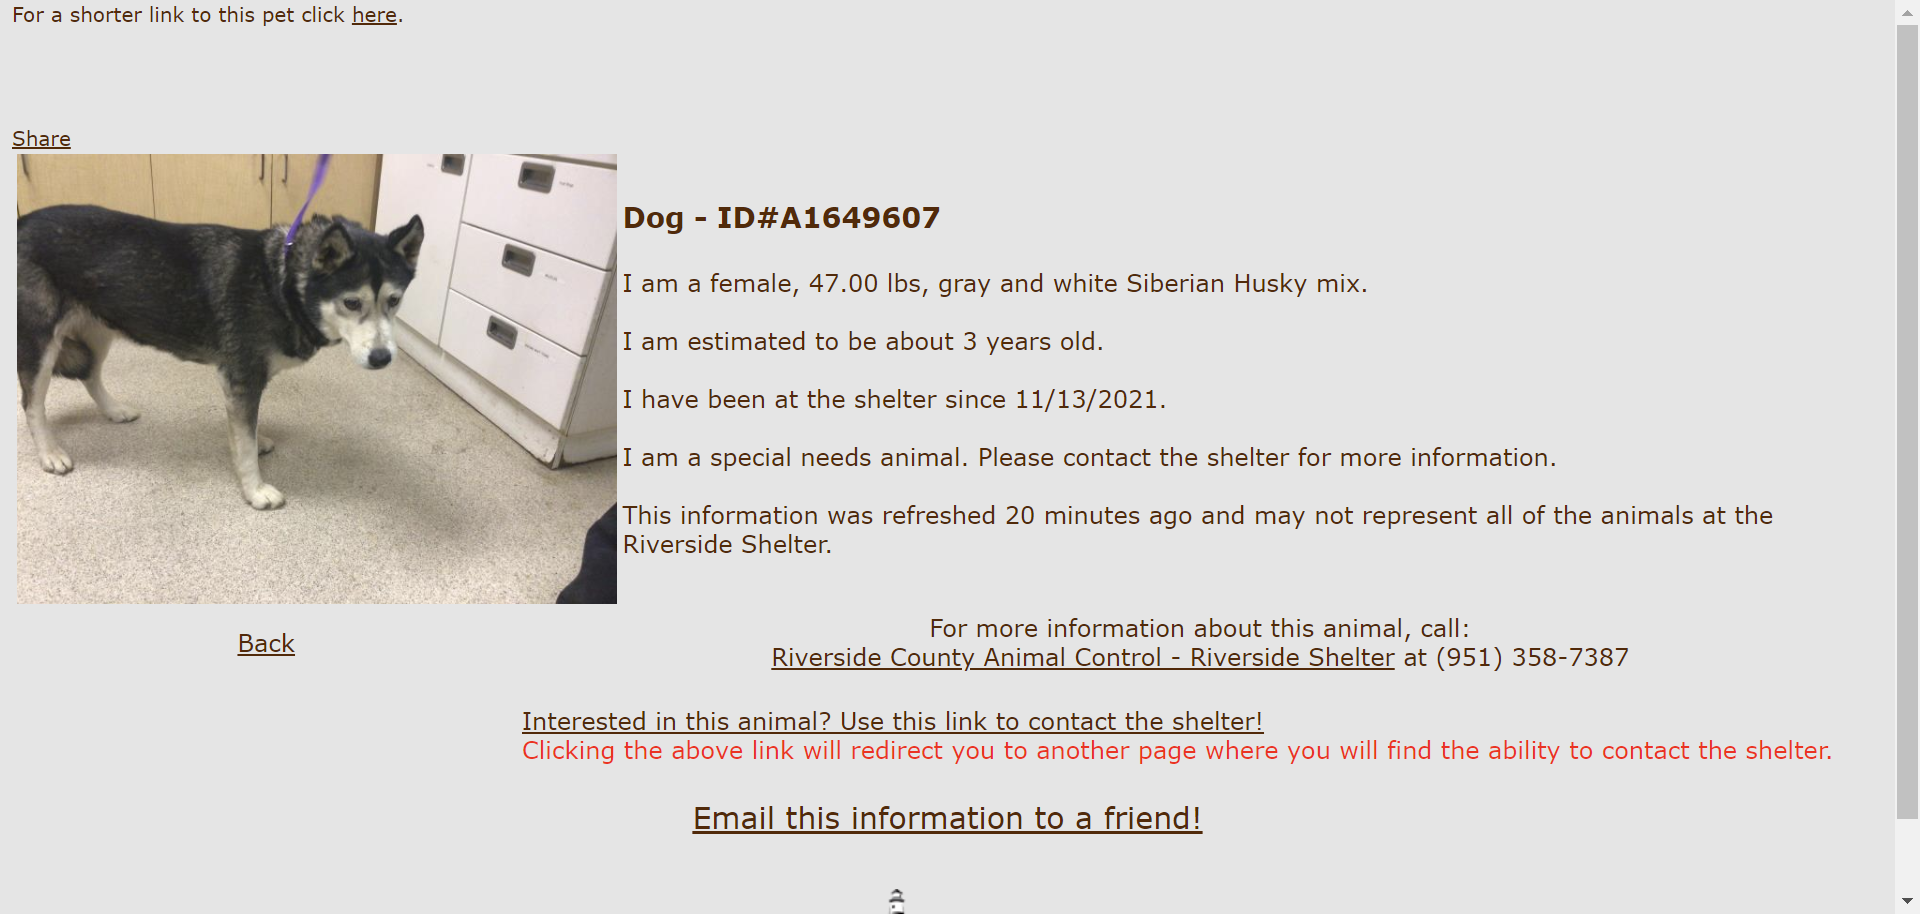 For a shorter link to this pet click here.
Share
Dog - ID#A1649607
I am a female, 47.00 lbs, gray and white Siberian Husky mix.
I am estimated to be about 3 years old.
I have been at the shelter since 11/13/2021.
I am a special needs animal. Please contact the shelter for more information.
This information was refreshed 20 minutes ago and may not represent all of the animals at the
Riverside Shelter.
Back
For more information about this animal, call:
Riverside County Animal Control - Riverside Shelter at (951) 358-7387
Interested in this animal? Use this link to contact the shelter!
Clicking the above link will redirect you to another page where you will find the ability to contact the shelter.
Email this information to a friend!